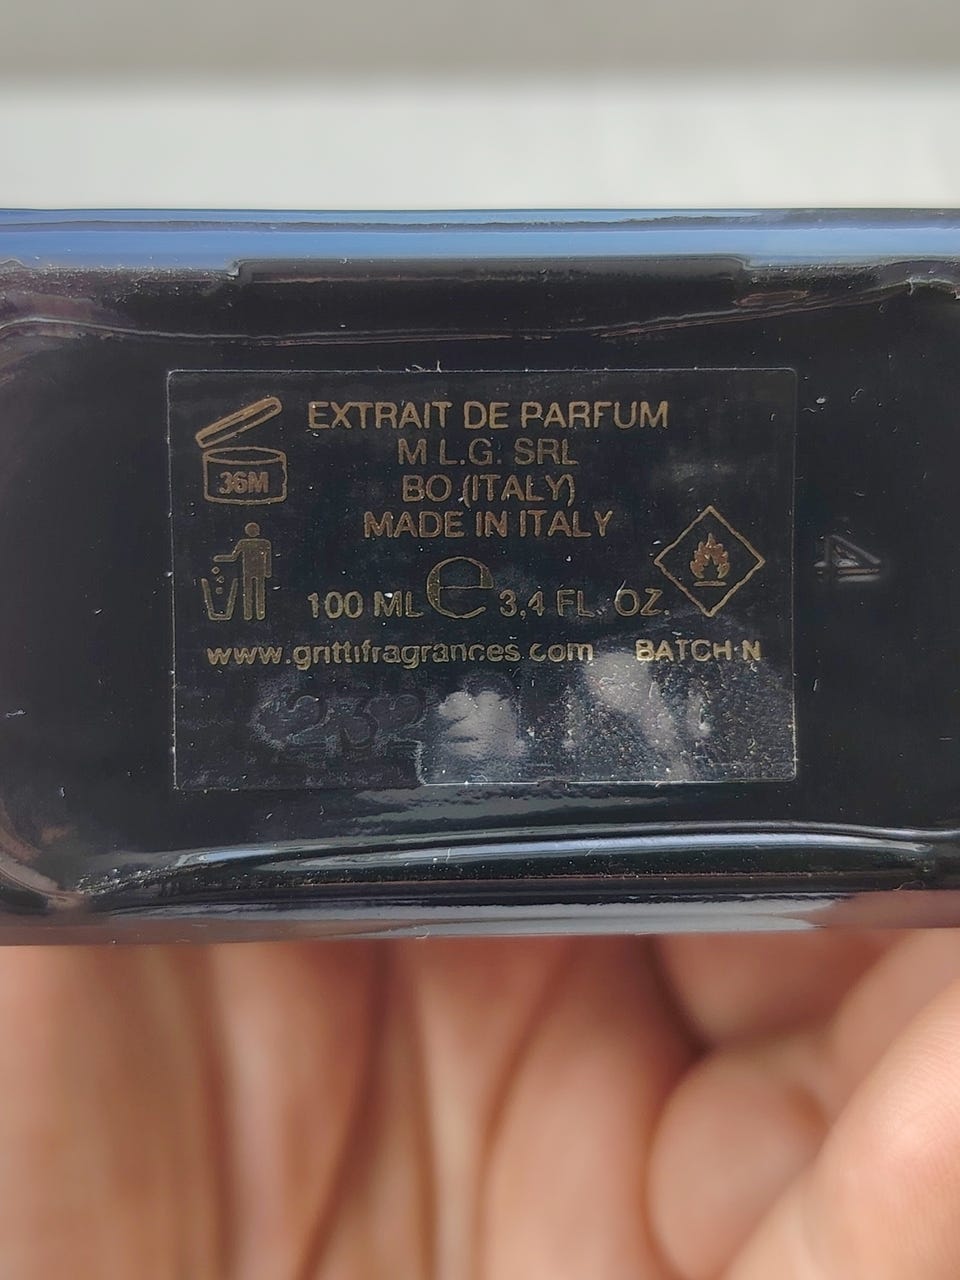 EXTRAIT DE PARFUM
M L.G. SRL
BO (ITALY)
MADE IN ITALY
36M
100 ML e 3,4 FL. OZ.
www.grittifragrances.com BATCH N
4